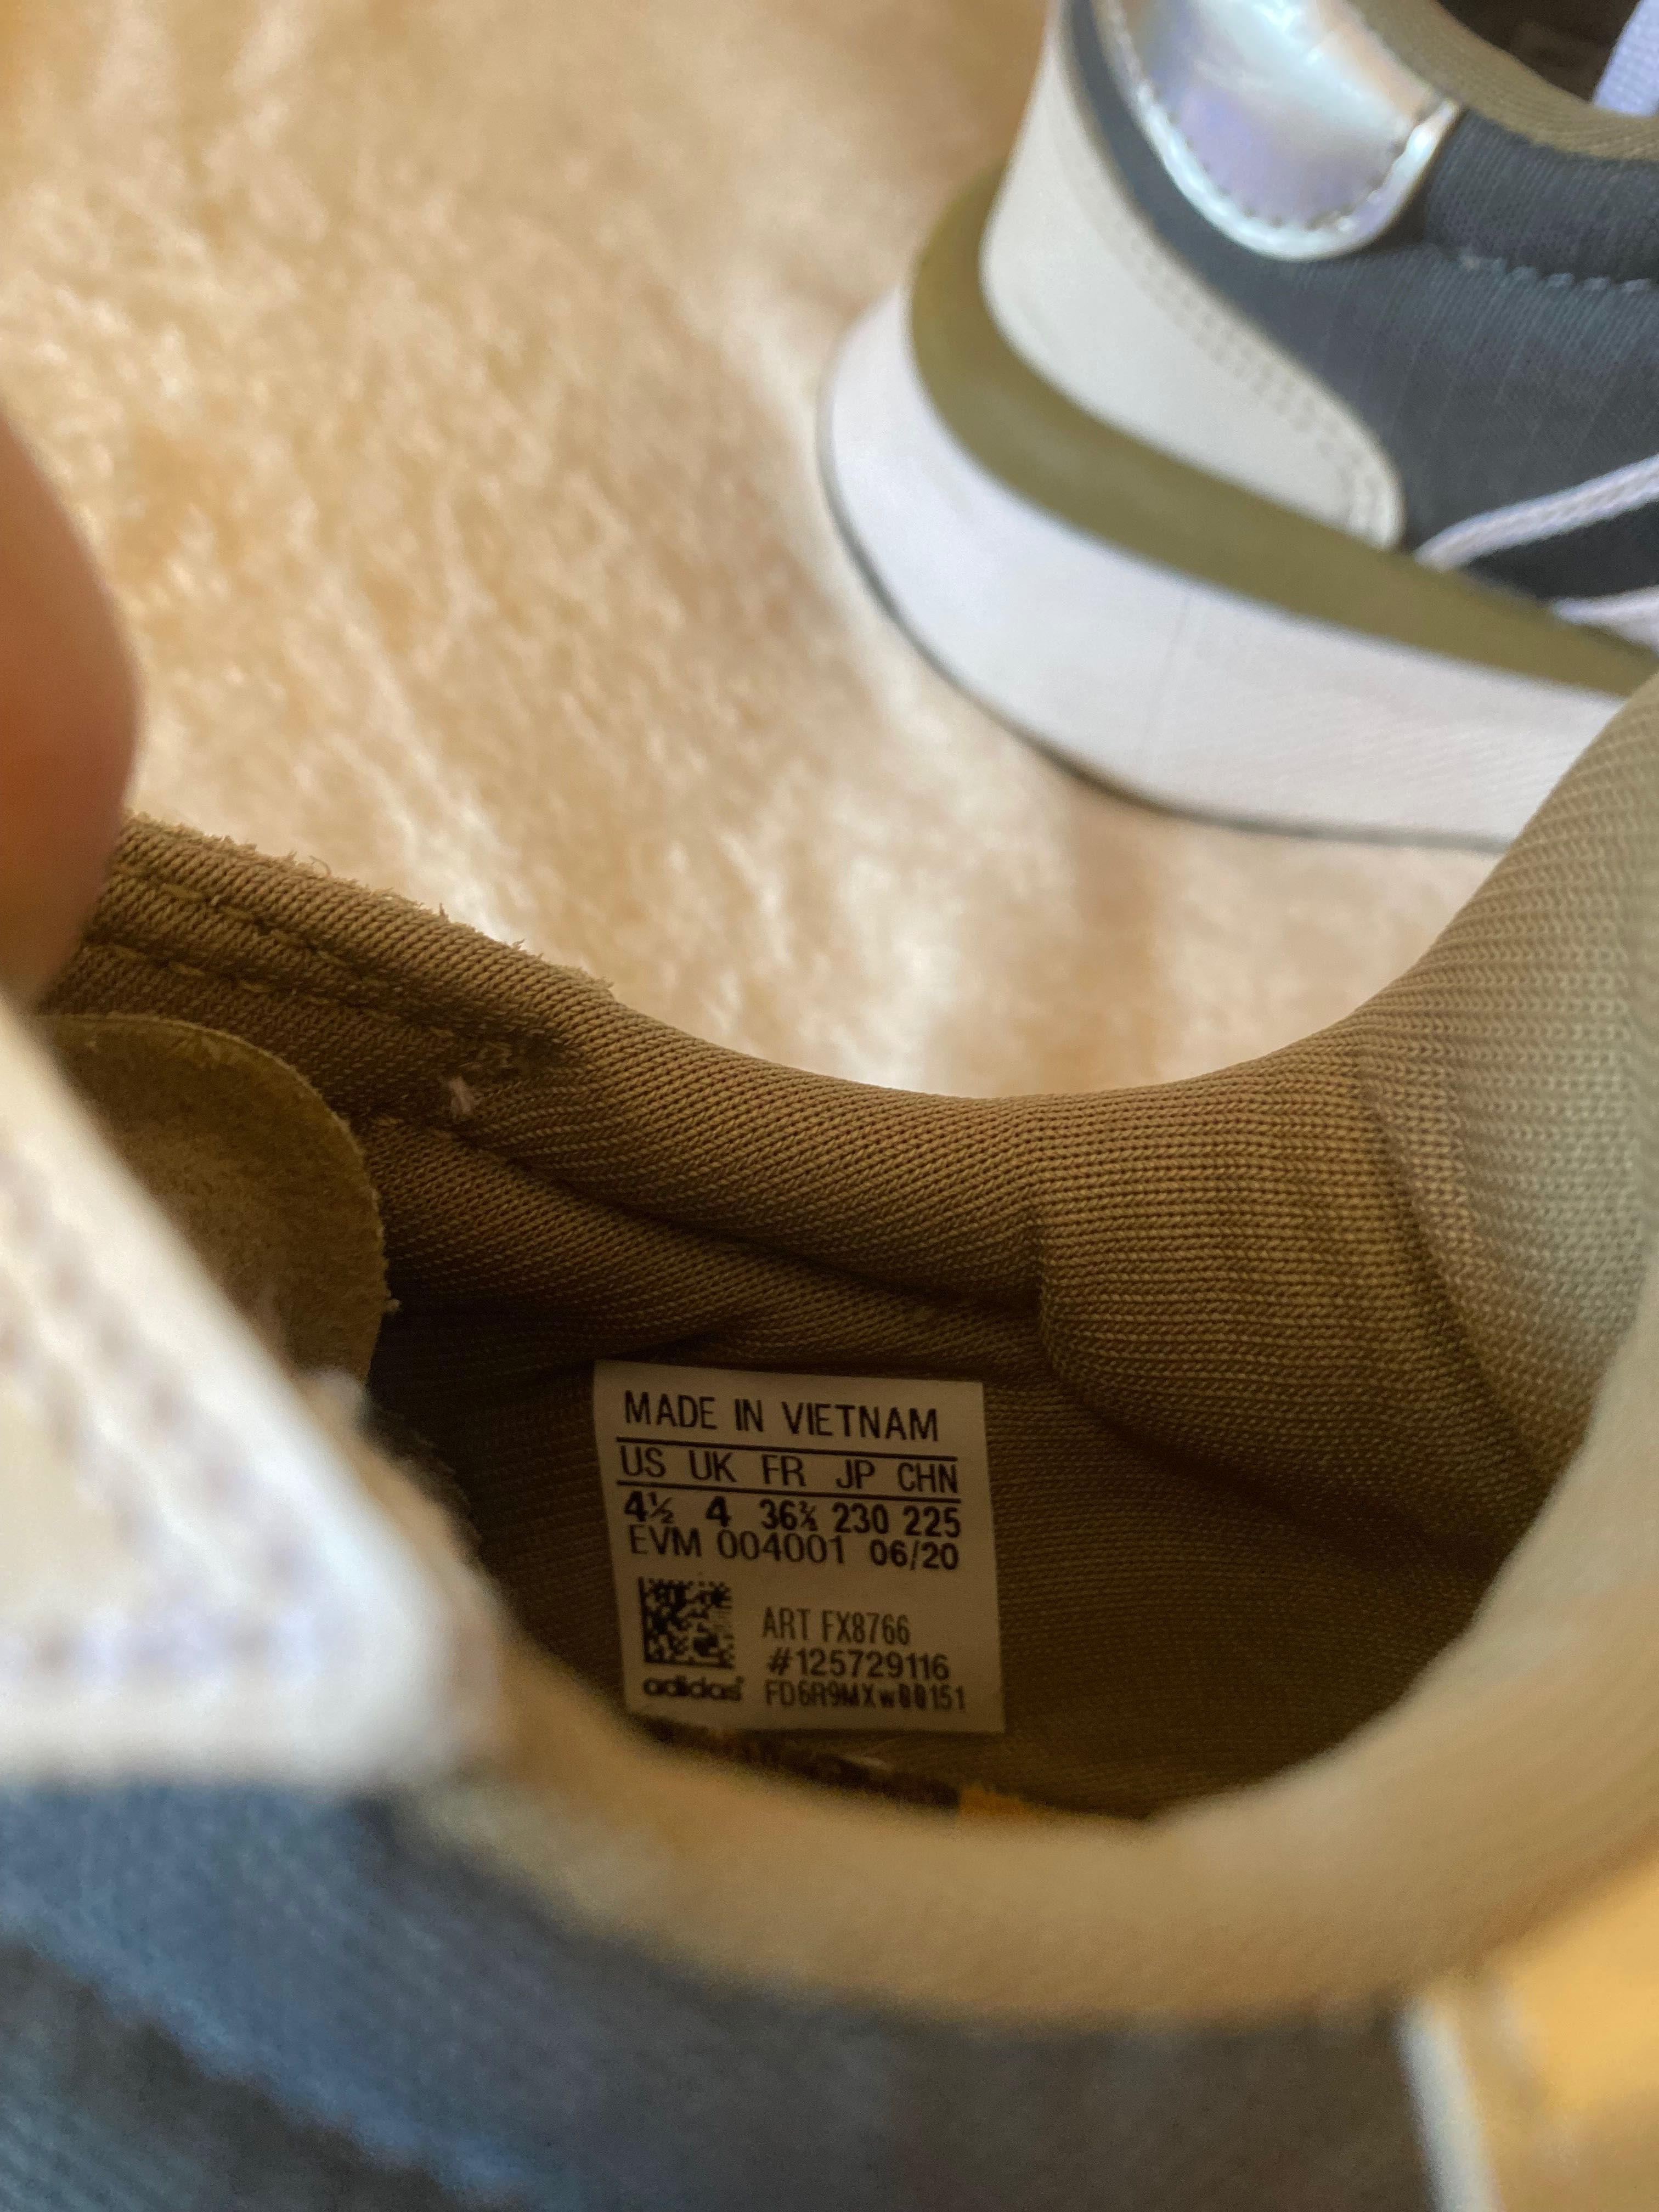 MADE IN VIETNAM
US UK FR JP CHN
4½ 4 36⅔ 230 225
EVM 004001 06/20
ART FX8766
#125729116
adidas FD6R9MXw00151